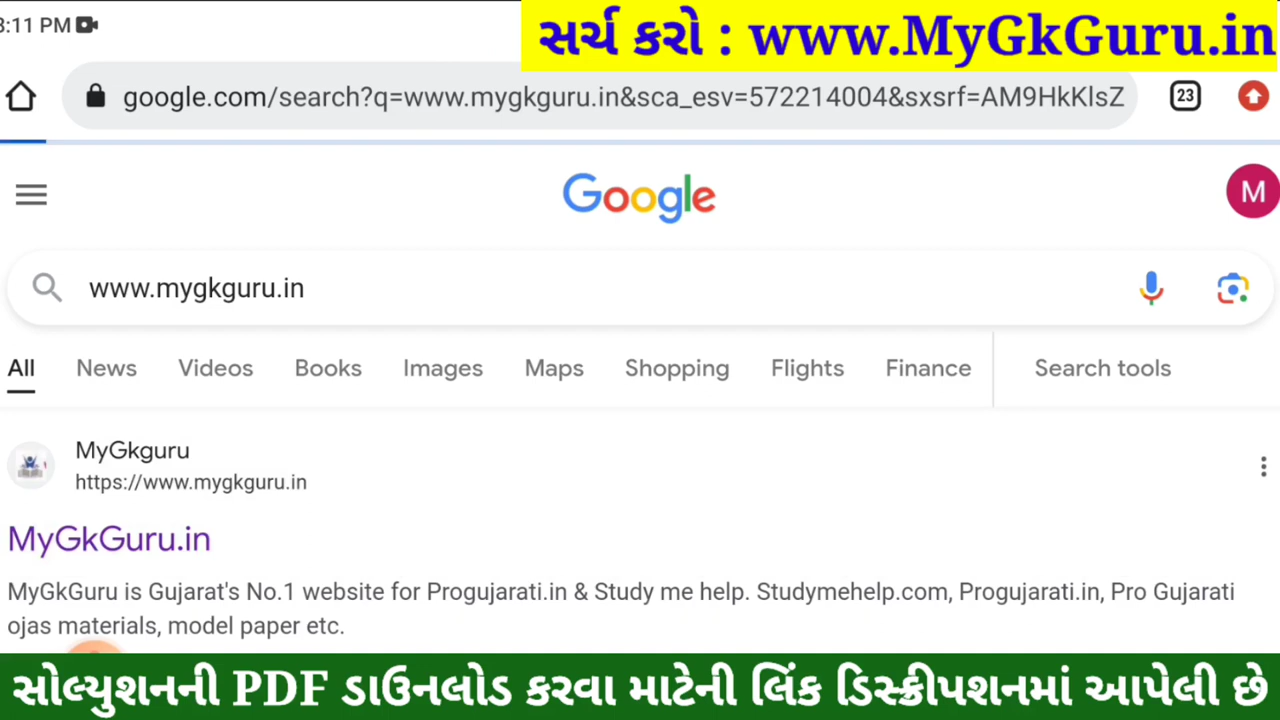 3:11 PM
સર્ચ કરો : www.MyGkGuru.in
google.com/search?q=www.mygkguru.in&sca_esv=572214004&sxsrf=AM9HkKlsZ
23
Google
M
www.mygkguru.in
All News Videos Books Images Maps Shopping Flights Finance Search tools
MyGkguru
https://www.mygkguru.in
MyGkGuru.in
MyGkGuru is Gujarat's No.1 website for Progujarati.in & Study me help. Studymehelp.com, Progujarati.in, Pro Gujarati
ojas materials, model paper etc.
સોલ્યુશનની PDF ડાઉનલોડ કરવા માટેની લિંક ડિસ્ક્રીપશનમાં આપેલી છે